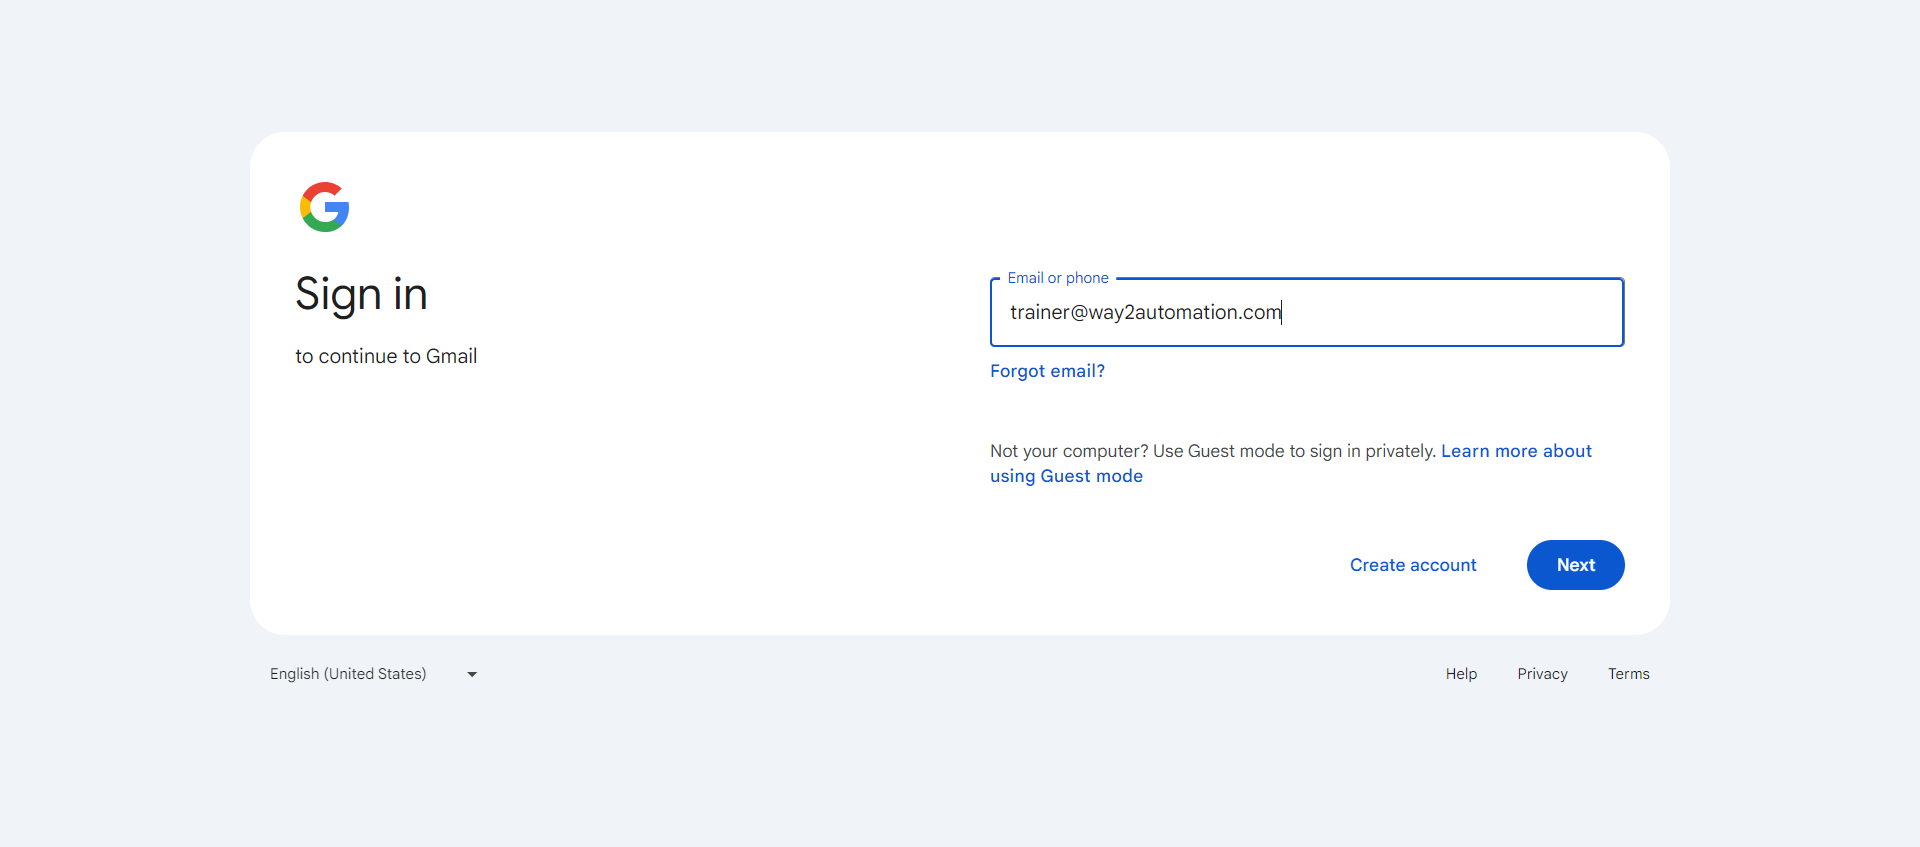 Sign in
to continue to Gmail
Email or phone
trainer@way2automation.com
Forgot email?
Not your computer? Use Guest mode to sign in privately. Learn more about
using Guest mode
Create account
Next
English (United States)
Help
Privacy
Terms